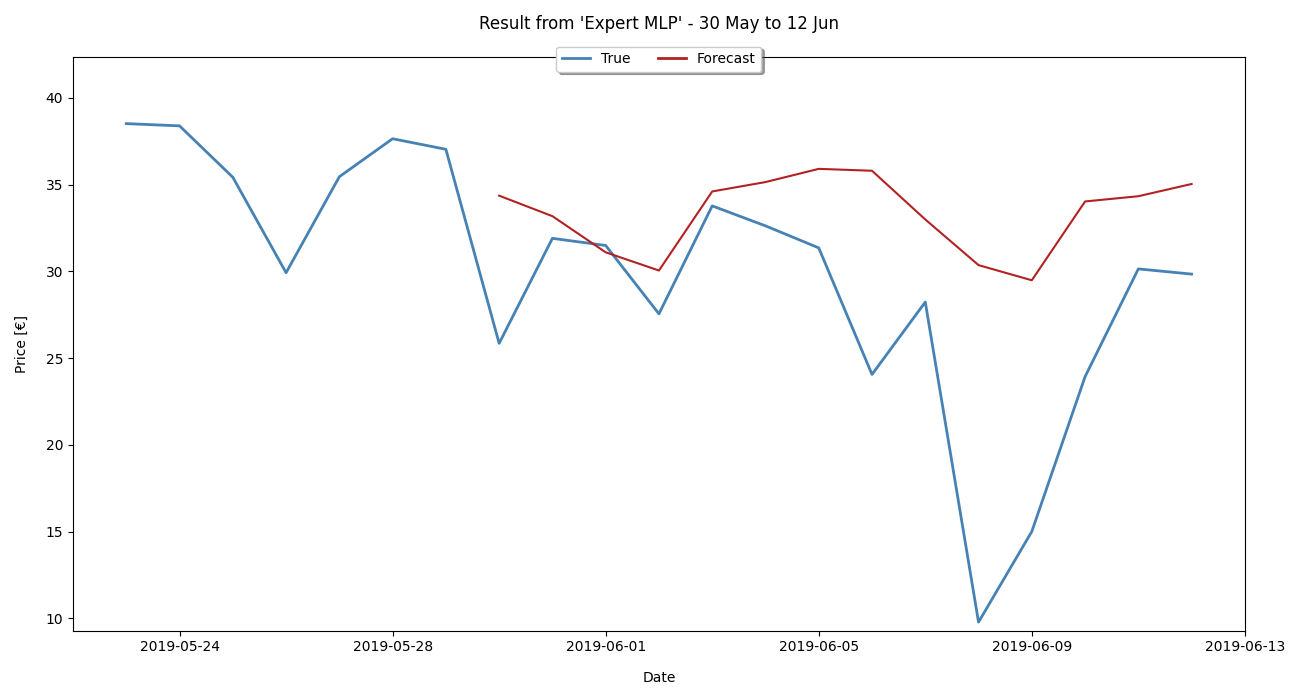 Result from 'Expert MLP' - 30 May to 12 Jun
True Forecast
40
35
30
25
20
15
10
Price [€]
2019-05-24 2019-05-28 2019-06-01 2019-06-05 2019-06-09 2019-06-13
Date